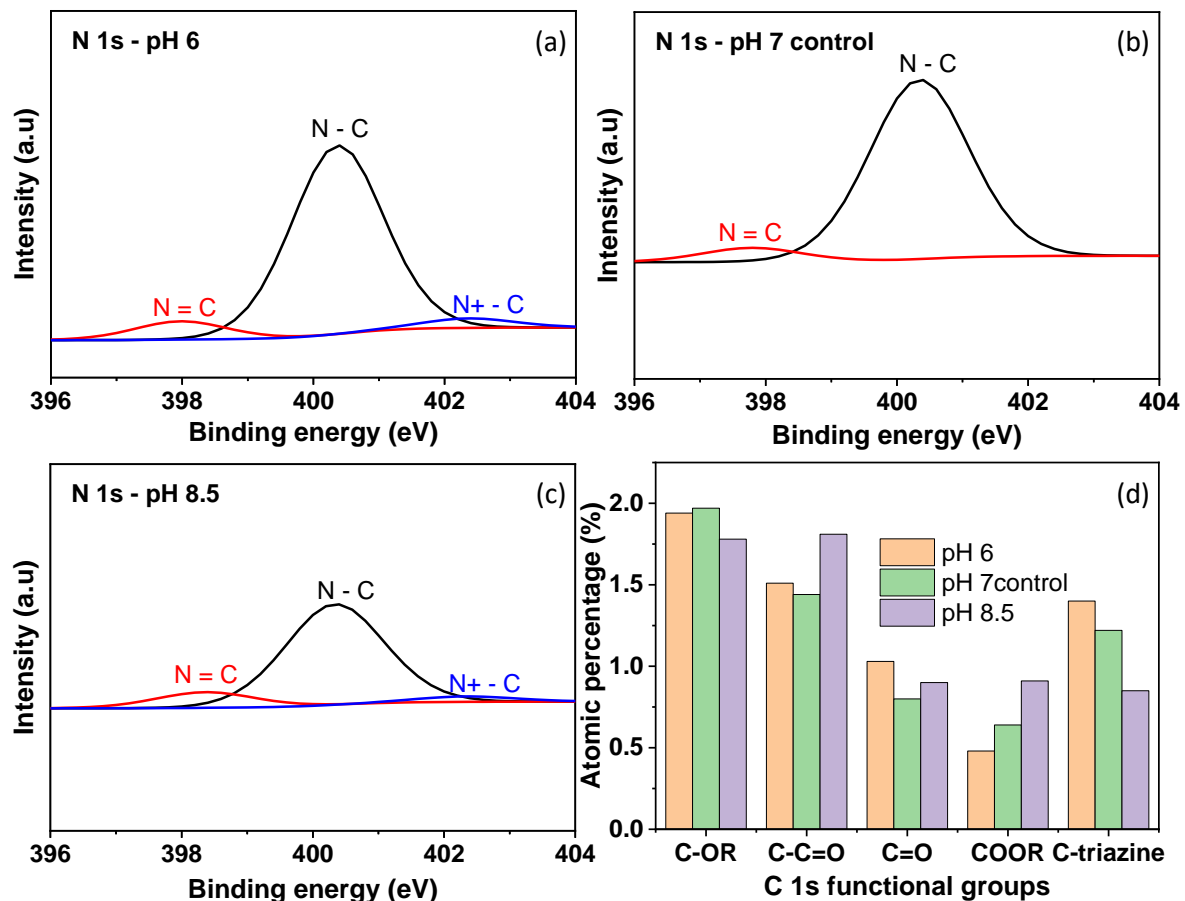 N 1s - pH 6
(a)
N - C
N = C
N+ - C
Intensity (a.u)
396 398 400 402 404
Binding energy (eV)
N 1s - pH 7 control
(b)
N - C
N = C
Intensity (a.u)
396 398 400 402 404
Binding energy (eV)
N 1s - pH 8.5
(c)
N - C
N = C
N+ - C
Intensity (a.u)
396 398 400 402 404
Binding energy (eV)
(d)
2.0
1.5
1.0
0.5
0.0
Atomic percentage (%)
pH 6
pH 7control
pH 8.5
C-OR C-C=O C=O COOR C-triazine
C 1s functional groups